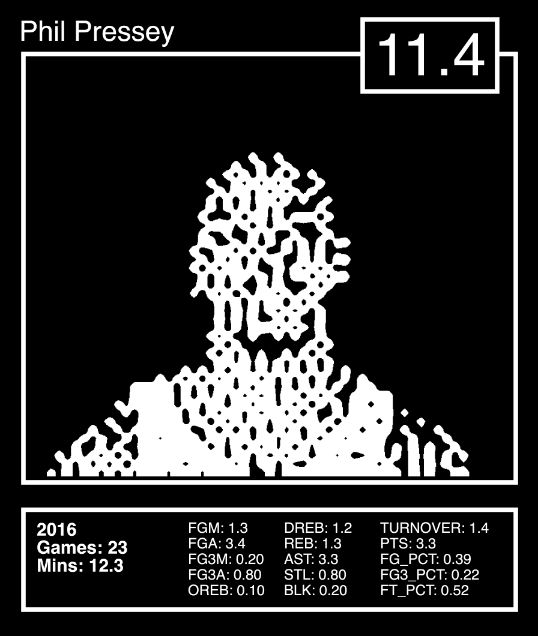 Phil Pressey
11.4
2016
Games: 23
Mins: 12.3
FGM: 1.3
FGA: 3.4
FG3M: 0.20
FG3A: 0.80
OREB: 0.10
DREB: 1.2
REB: 1.3
AST: 3.3
STL: 0.80
BLK: 0.20
TURNOVER: 1.4
PTS: 3.3
FG_PCT: 0.39
FG3_PCT: 0.22
FT_PCT: 0.52